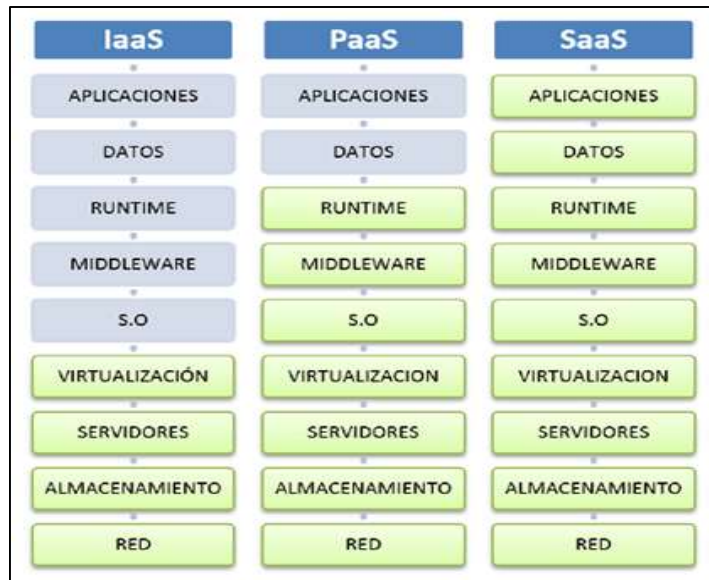 IaaS
APLICACIONES
DATOS
RUNTIME
MIDDLEWARE
S.O
VIRTUALIZACIÓN
SERVIDORES
ALMACENAMIENTO
RED
PaaS
APLICACIONES
DATOS
RUNTIME
MIDDLEWARE
S.O
VIRTUALIZACION
SERVIDORES
ALMACENAMIENTO
RED
SaaS
APLICACIONES
DATOS
RUNTIME
MIDDLEWARE
S.O
VIRTUALIZACION
SERVIDORES
ALMACENAMIENTO
RED